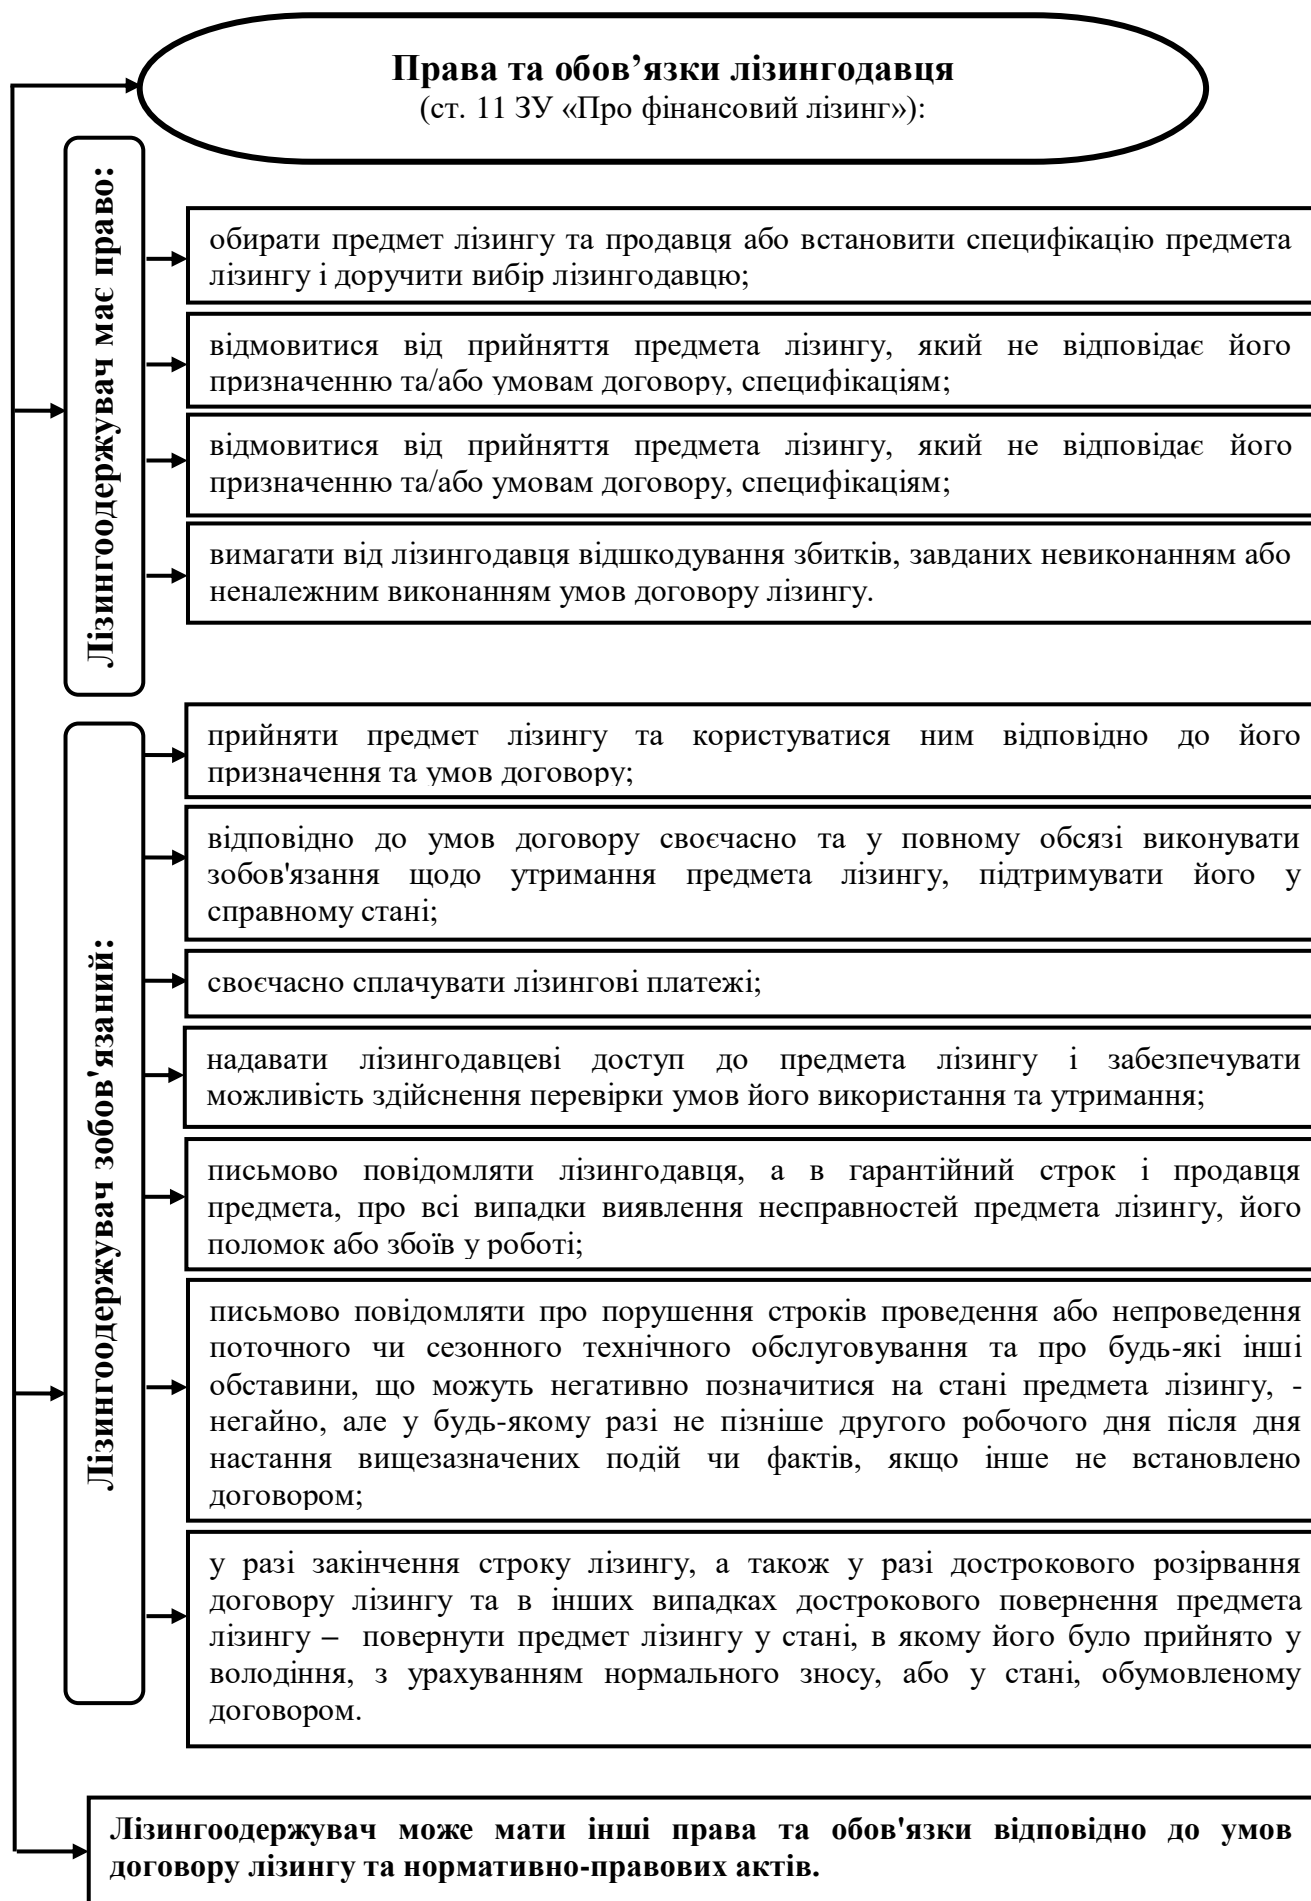 Права та обов’язки лізингодавця
(ст. 11 ЗУ «Про фінансовий лізинг»):
Лізингоодержувач має право:
обирати предмет лізингу та продавця або встановити специфікацію предмета
лізингу і доручити вибір лізингодавцю;
відмовитися від прийняття предмета лізингу, який не відповідає його
призначенню та/або умовам договору, специфікаціям;
відмовитися від прийняття предмета лізингу, який не відповідає його
призначенню та/або умовам договору, специфікаціям;
вимагати від лізингодавця відшкодування збитків, завданих невиконанням або
неналежним виконанням умов договору лізингу.
Лізингоодержувач зобов'язаний:
прийняти предмет лізингу та користуватися ним відповідно до його
призначення та умов договору;
відповідно до умов договору своєчасно та у повному обсязі виконувати
зобов'язання щодо утримання предмета лізингу, підтримувати його у
справному стані;
своєчасно сплачувати лізингові платежі;
надавати лізингодавцеві доступ до предмета лізингу і забезпечувати
можливість здійснення перевірки умов його використання та утримання;
письмово повідомляти лізингодавця, а в гарантійний строк і продавця
предмета, про всі випадки виявлення несправностей предмета лізингу, його
поломок або збоїв у роботі;
письмово повідомляти про порушення строків проведення або непроведення
поточного чи сезонного технічного обслуговування та про будь-які інші
обставини, що можуть негативно позначитися на стані предмета лізингу, -
негайно, але у будь-якому разі не пізніше другого робочого дня після дня
настання вищезазначених подій чи фактів, якщо інше не встановлено
договором;
у разі закінчення строку лізингу, а також у разі дострокового розірвання
договору лізингу та в інших випадках дострокового повернення предмета
лізингу – повернути предмет лізингу у стані, в якому його було прийнято у
володіння, з урахуванням нормального зносу, або у стані, обумовленому
договором.
Лізингоодержувач може мати інші права та обов'язки відповідно до умов
договору лізингу та нормативно-правових актів.